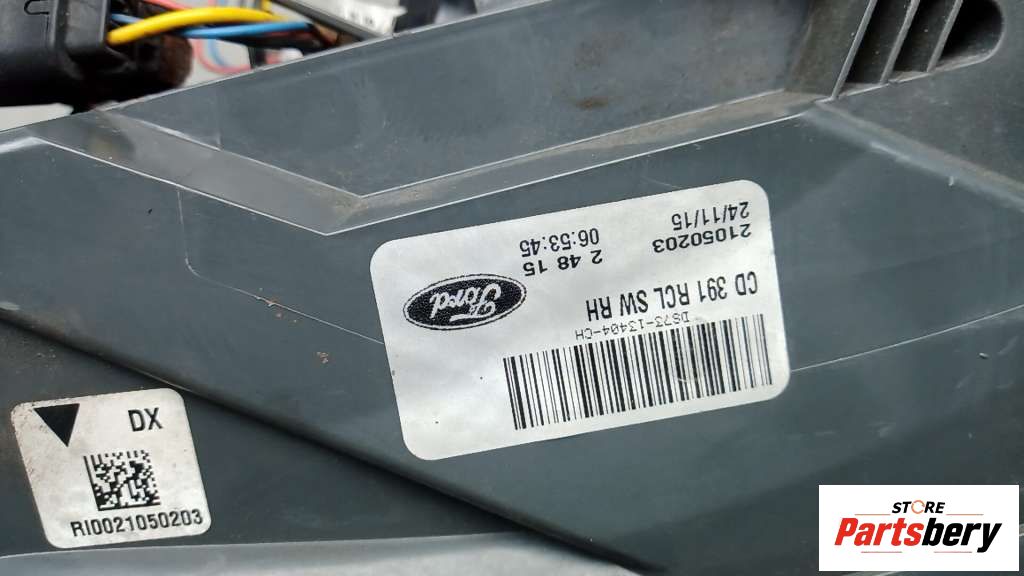 Ford
DS73-13404-CH
CD 391 RCL SW RH
2 48 15
21050203
06:53:45
24/11/15
DX
RI0021050203
STORE
Partsbery